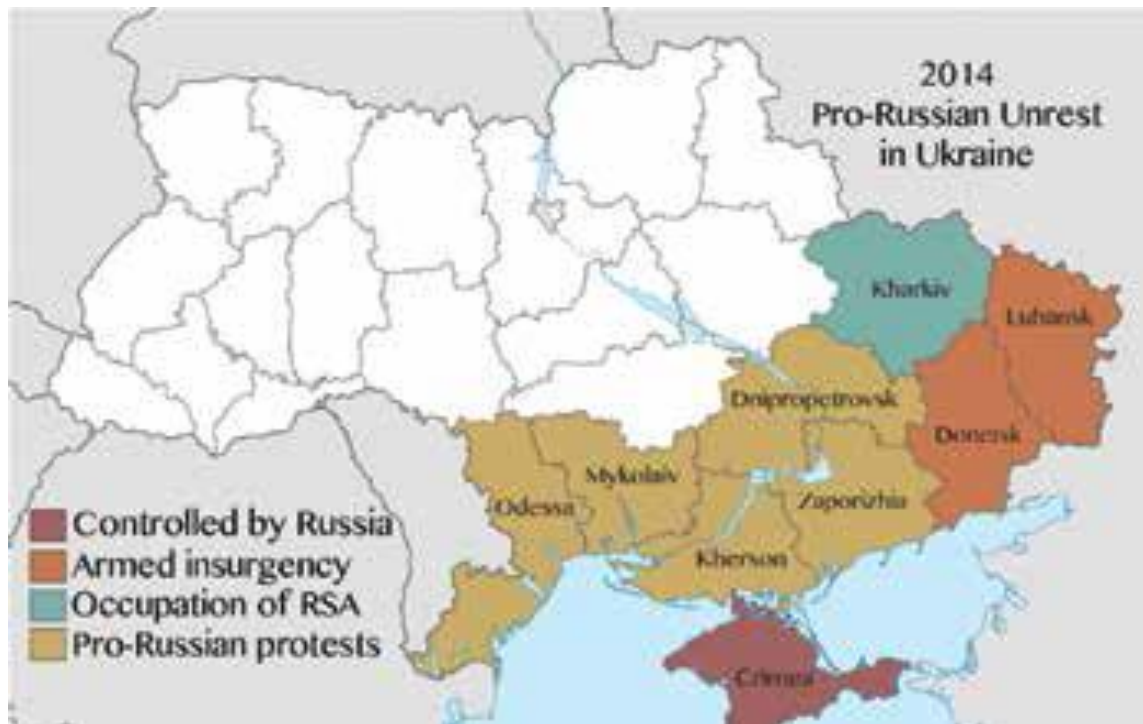 2014
Pro-Russian Unrest
in Ukraine
Kharkiv
Luhansk
Dnipropetrovsk
Donetsk
Mykolaiv
Odessa
Zaporizhia
Kherson
Crimea
Controlled by Russia
Armed insurgency
Occupation of RSA
Pro-Russian protests